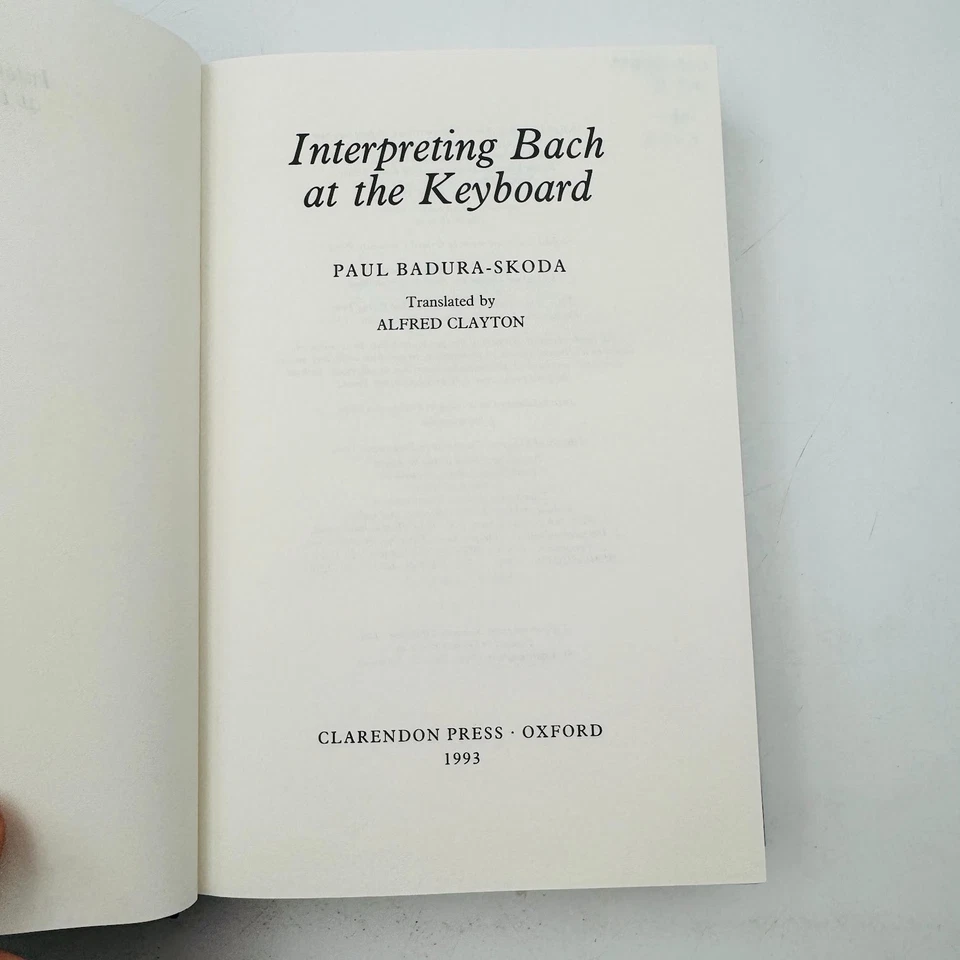 Interpreting Bach
at the Keyboard
PAUL BADURA-SKODA
Translated by
ALFRED CLAYTON
CLARENDON PRESS · OXFORD
1993